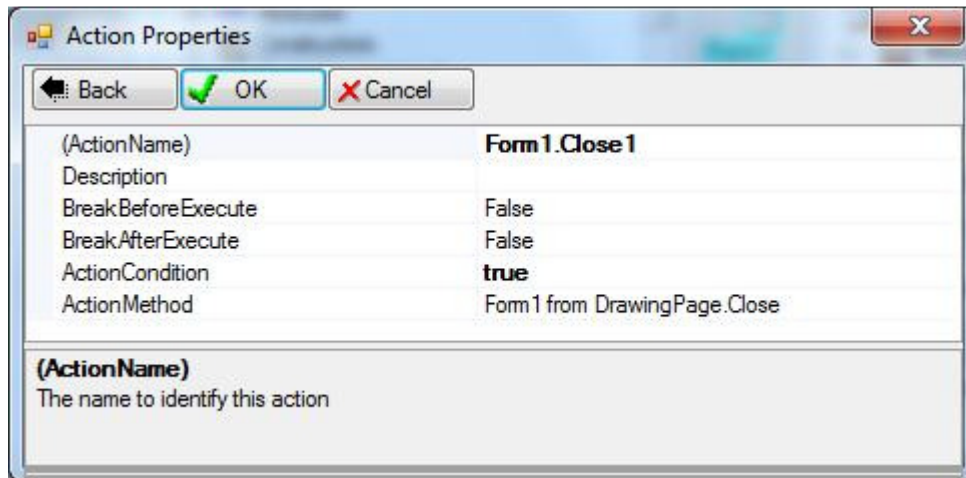 Action Properties
Back OK Cancel
(ActionName) Form1.Close1
Description
BreakBeforeExecute False
BreakAfterExecute False
ActionCondition true
ActionMethod Form1 from DrawingPage.Close
(ActionName)
The name to identify this action